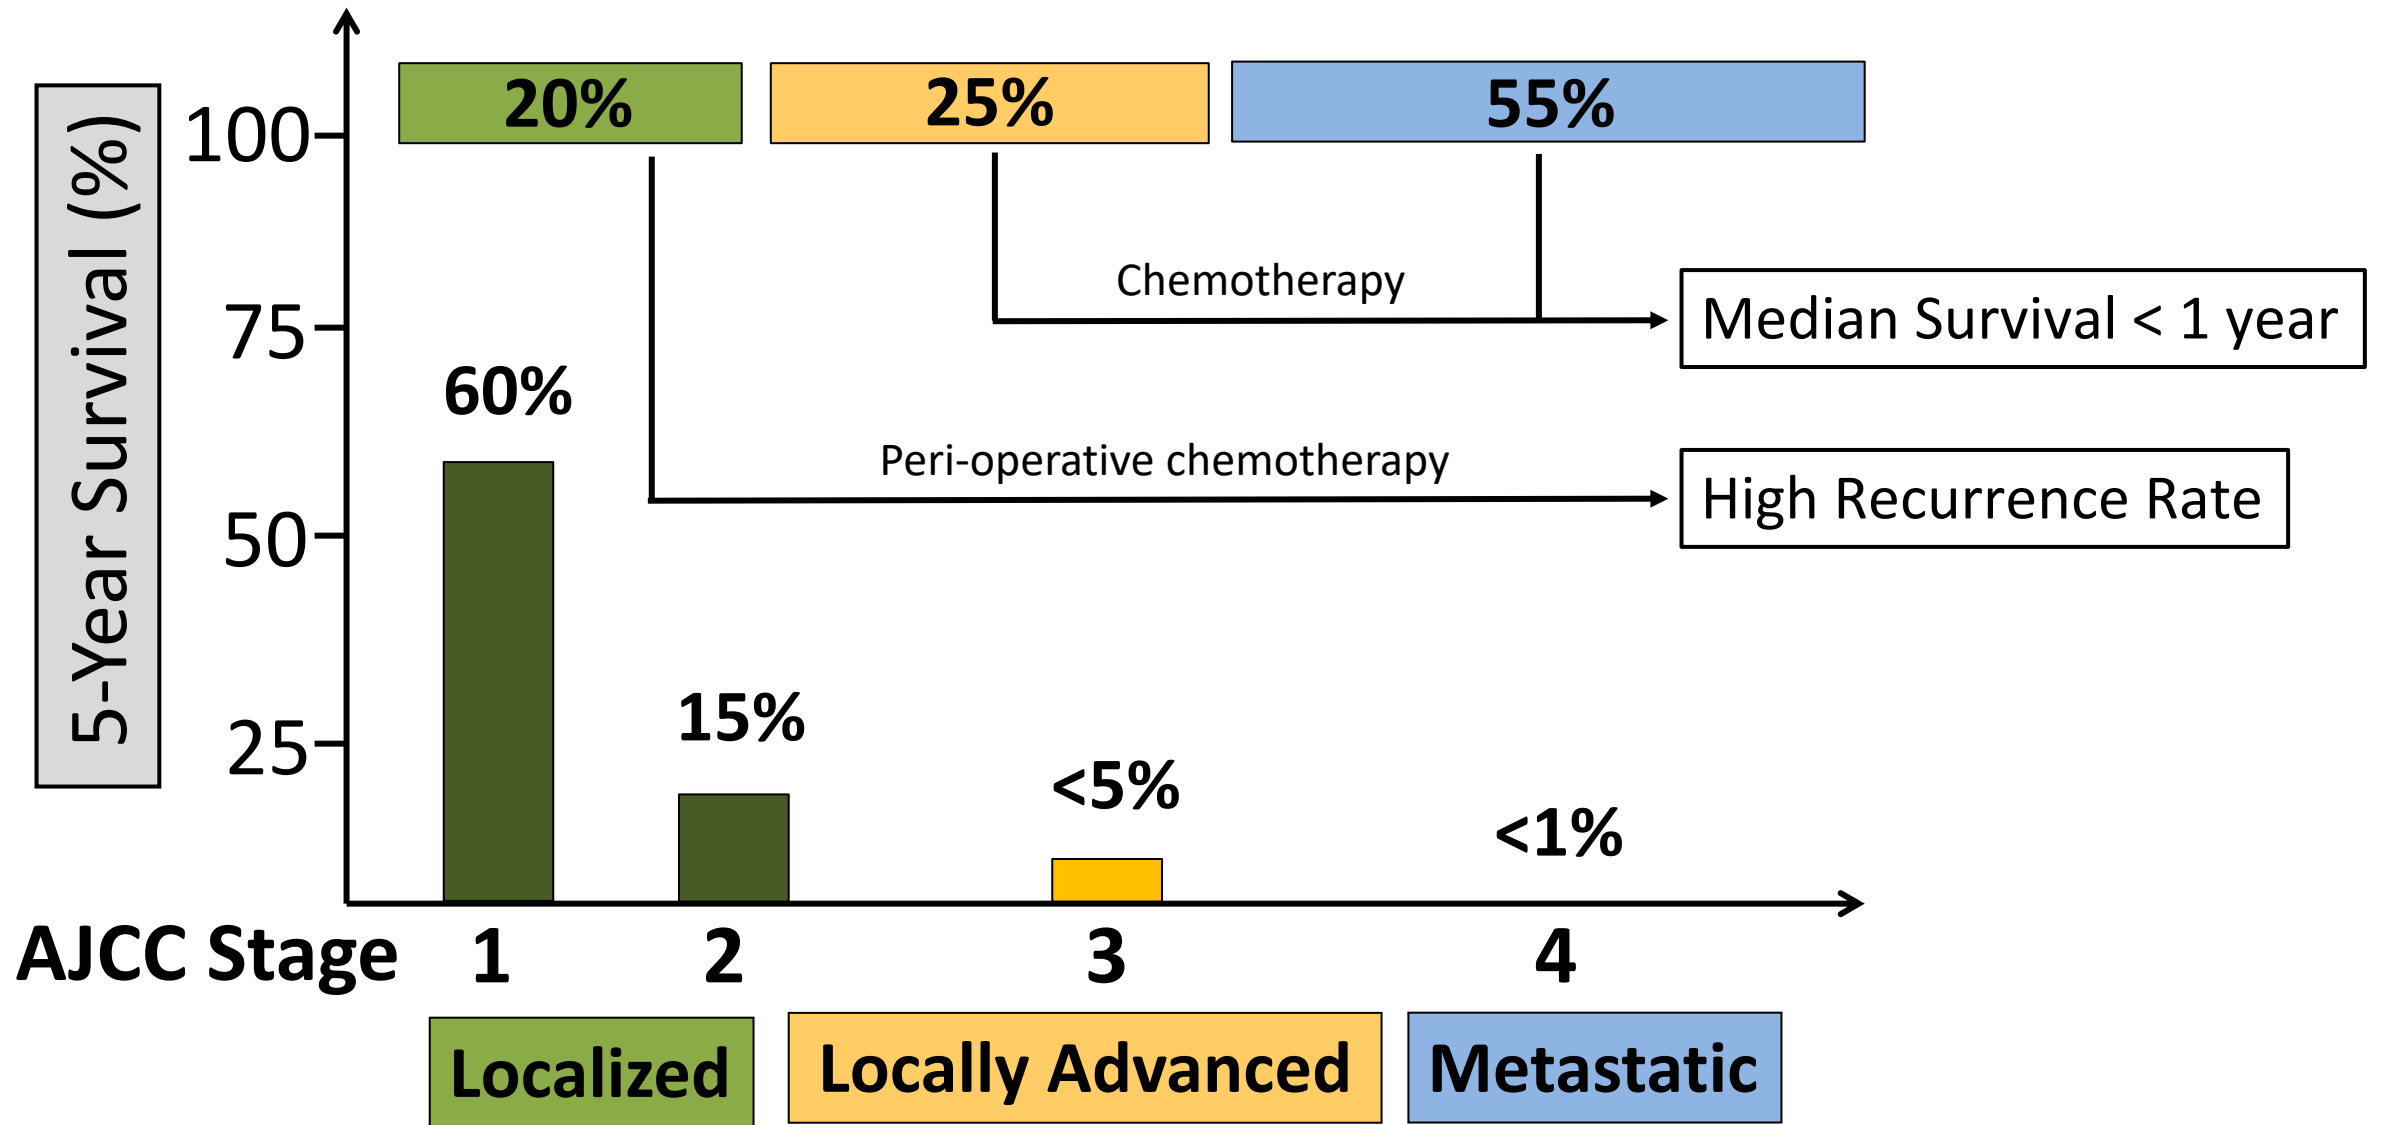 20%
25%
55%
5-Year Survival (%)
100
75
50
25
Chemotherapy
Median Survival < 1 year
60%
Peri-operative chemotherapy
High Recurrence Rate
15%
<5%
<1%
AJCC Stage 1 2 3 4
Localized
Locally Advanced
Metastatic